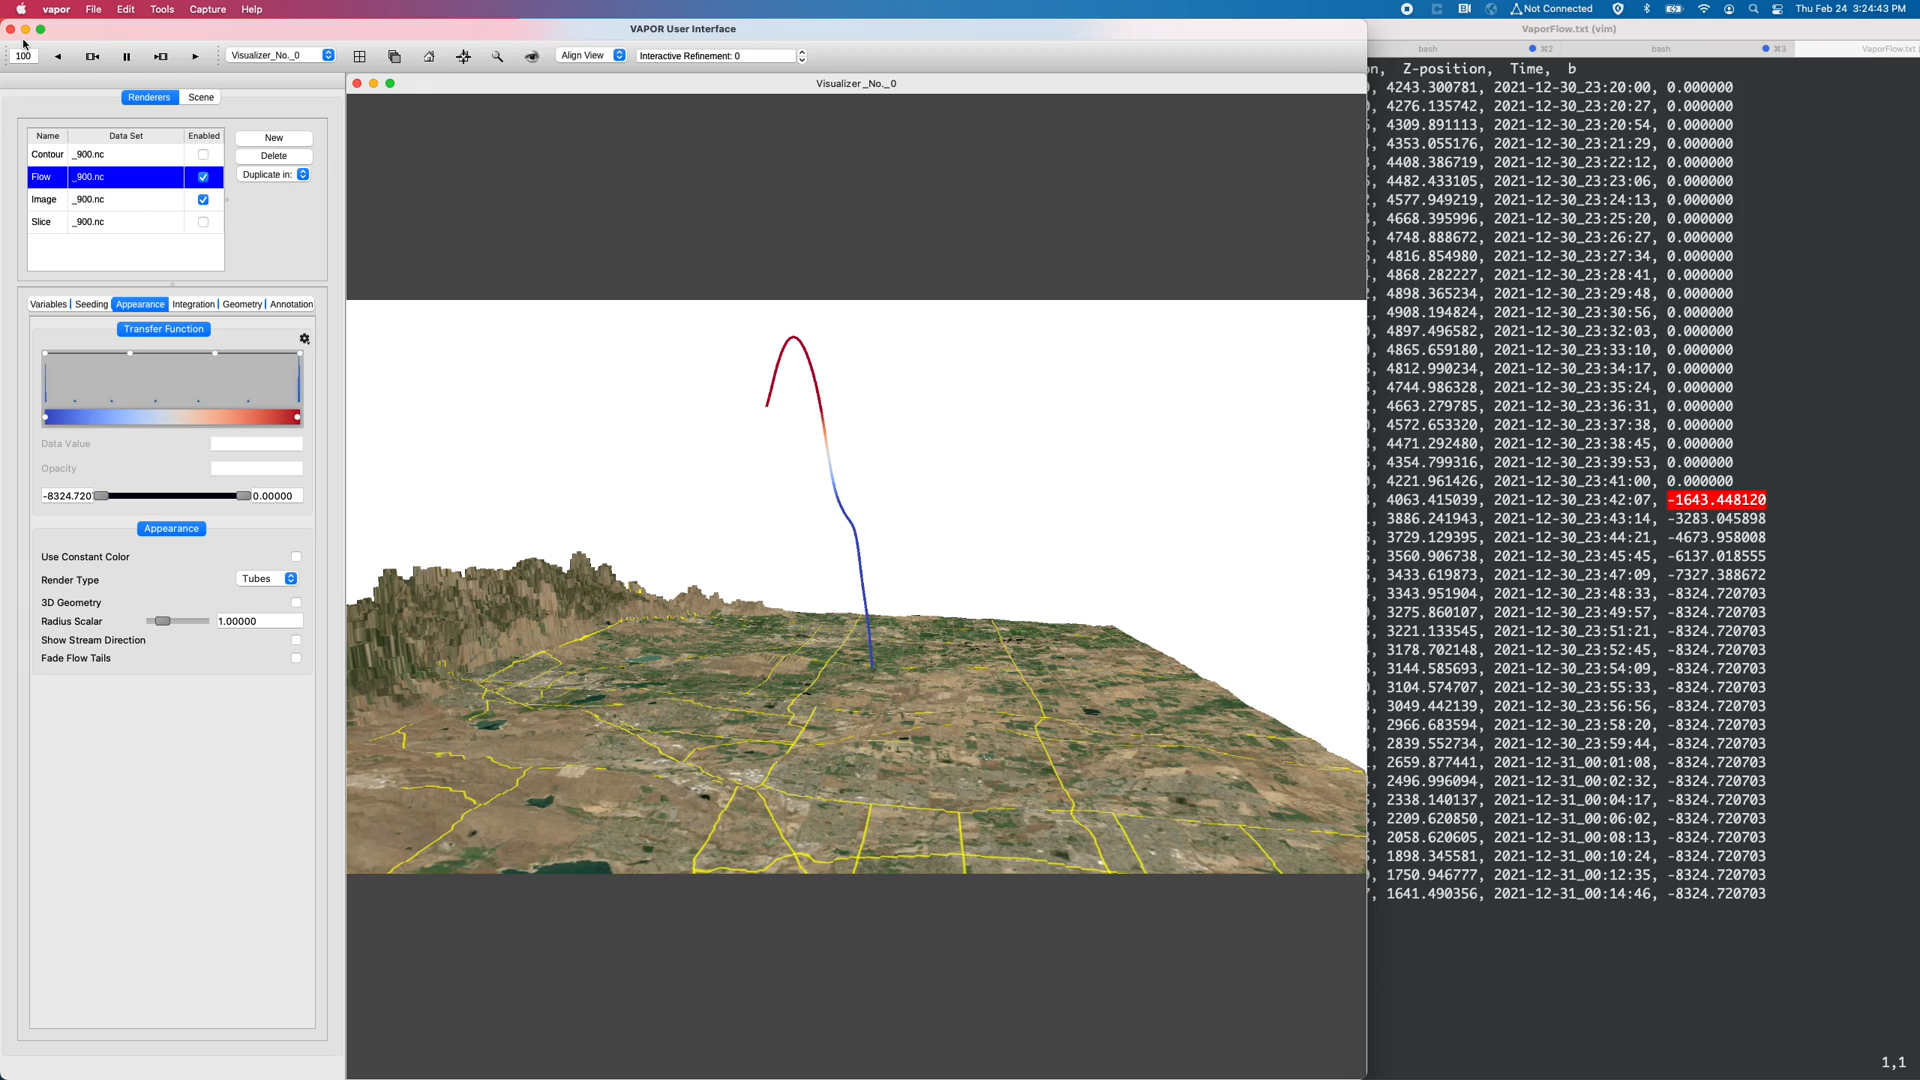 vapor File Edit Tools Capture Help
Not Connected Thu Feb 24 3:24:43 PM
VAPOR User Interface
VaporFlow.txt (vim)
bash ⌘2 bash ⌘3 VaporFlow.txt
100 Visualizer_No._0 Align View Interactive Refinement: 0
Visualizer_No._0
Renderers Scene
Name Data Set Enabled
Contour _900.nc
Flow _900.nc
Image _900.nc
Slice _900.nc
New
Delete
Duplicate in:
Variables Seeding Appearance Integration Geometry Annotation
Transfer Function
Data Value
Opacity
-8324.720 0.00000
Appearance
Use Constant Color
Render Type Tubes
3D Geometry
Radius Scalar 1.00000
Show Stream Direction
Fade Flow Tails
on, Z-position, Time, b
, 4243.300781, 2021-12-30_23:20:00, 0.000000
, 4276.135742, 2021-12-30_23:20:27, 0.000000
, 4309.891113, 2021-12-30_23:20:54, 0.000000
, 4353.055176, 2021-12-30_23:21:29, 0.000000
, 4408.386719, 2021-12-30_23:22:12, 0.000000
, 4482.433105, 2021-12-30_23:23:06, 0.000000
, 4577.949219, 2021-12-30_23:24:13, 0.000000
, 4668.395996, 2021-12-30_23:25:20, 0.000000
, 4748.888672, 2021-12-30_23:26:27, 0.000000
, 4816.854980, 2021-12-30_23:27:34, 0.000000
, 4868.282227, 2021-12-30_23:28:41, 0.000000
, 4898.365234, 2021-12-30_23:29:48, 0.000000
, 4908.194824, 2021-12-30_23:30:56, 0.000000
, 4897.496582, 2021-12-30_23:32:03, 0.000000
, 4865.659180, 2021-12-30_23:33:10, 0.000000
, 4812.990234, 2021-12-30_23:34:17, 0.000000
, 4744.986328, 2021-12-30_23:35:24, 0.000000
, 4663.279785, 2021-12-30_23:36:31, 0.000000
, 4572.653320, 2021-12-30_23:37:38, 0.000000
, 4471.292480, 2021-12-30_23:38:45, 0.000000
, 4354.799316, 2021-12-30_23:39:53, 0.000000
, 4221.961426, 2021-12-30_23:41:00, 0.000000
, 4063.415039, 2021-12-30_23:42:07, -1643.448120
, 3886.241943, 2021-12-30_23:43:14, -3283.045898
, 3729.129395, 2021-12-30_23:44:21, -4673.958008
, 3560.906738, 2021-12-30_23:45:45, -6137.018555
, 3433.619873, 2021-12-30_23:47:09, -7327.388672
, 3343.951904, 2021-12-30_23:48:33, -8324.720703
, 3275.860107, 2021-12-30_23:49:57, -8324.720703
, 3221.133545, 2021-12-30_23:51:21, -8324.720703
, 3178.702148, 2021-12-30_23:52:45, -8324.720703
, 3144.585693, 2021-12-30_23:54:09, -8324.720703
, 3104.574707, 2021-12-30_23:55:33, -8324.720703
, 3049.442139, 2021-12-30_23:56:56, -8324.720703
, 2966.683594, 2021-12-30_23:58:20, -8324.720703
, 2839.552734, 2021-12-30_23:59:44, -8324.720703
, 2659.877441, 2021-12-31_00:01:08, -8324.720703
, 2496.996094, 2021-12-31_00:02:32, -8324.720703
, 2338.140137, 2021-12-31_00:04:17, -8324.720703
, 2209.620850, 2021-12-31_00:06:02, -8324.720703
, 2058.620605, 2021-12-31_00:08:13, -8324.720703
, 1898.345581, 2021-12-31_00:10:24, -8324.720703
, 1750.946777, 2021-12-31_00:12:35, -8324.720703
, 1641.490356, 2021-12-31_00:14:46, -8324.720703
1,1